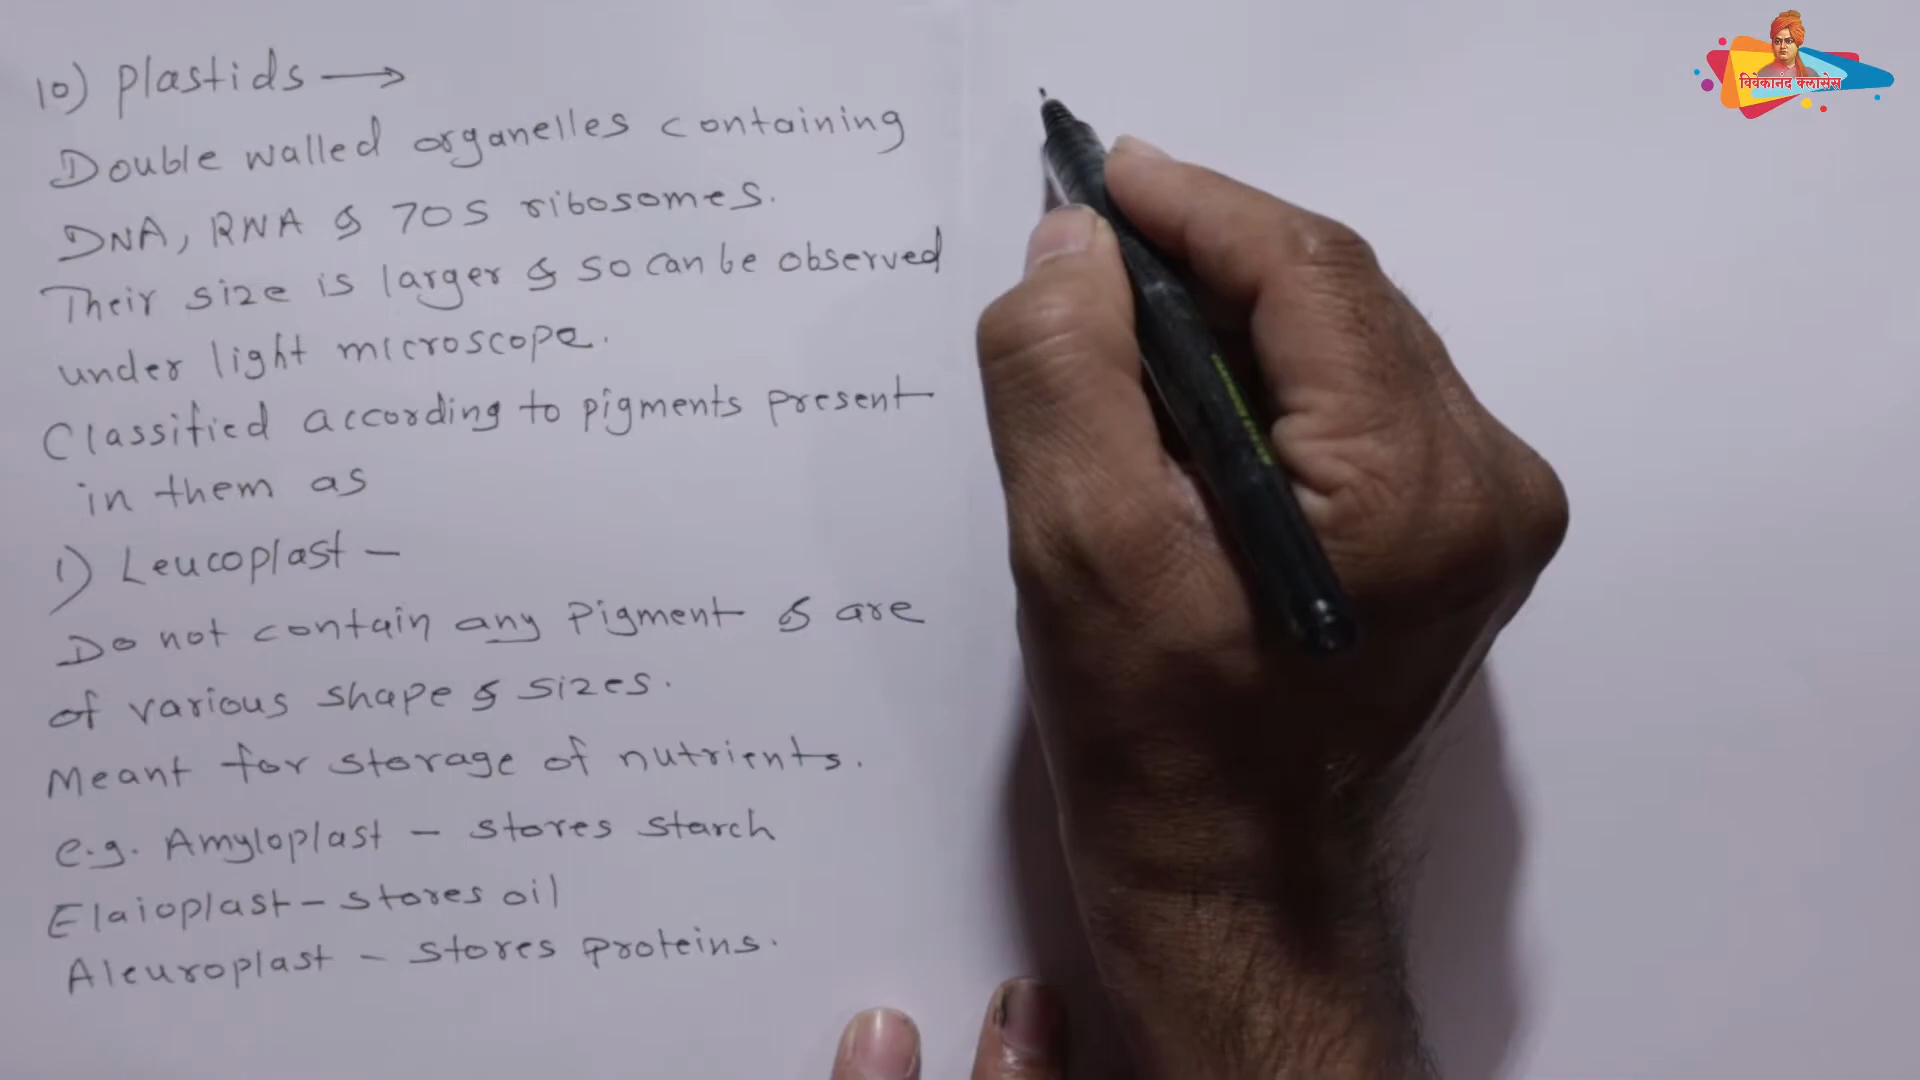 10) Plastids →
Double walled organelles containing
DNA, RNA & 70S ribosomes.
Their size is larger & so can be observed
under light microscope.
Classified according to pigments present
in them as
1) Leucoplast –
Do not contain any pigment & are
of various shape & sizes.
Meant for storage of nutrients.
e.g. Amyloplast – stores starch
Elaioplast – stores oil
Aleuroplast – stores proteins.
विवेकानंद क्लासेस